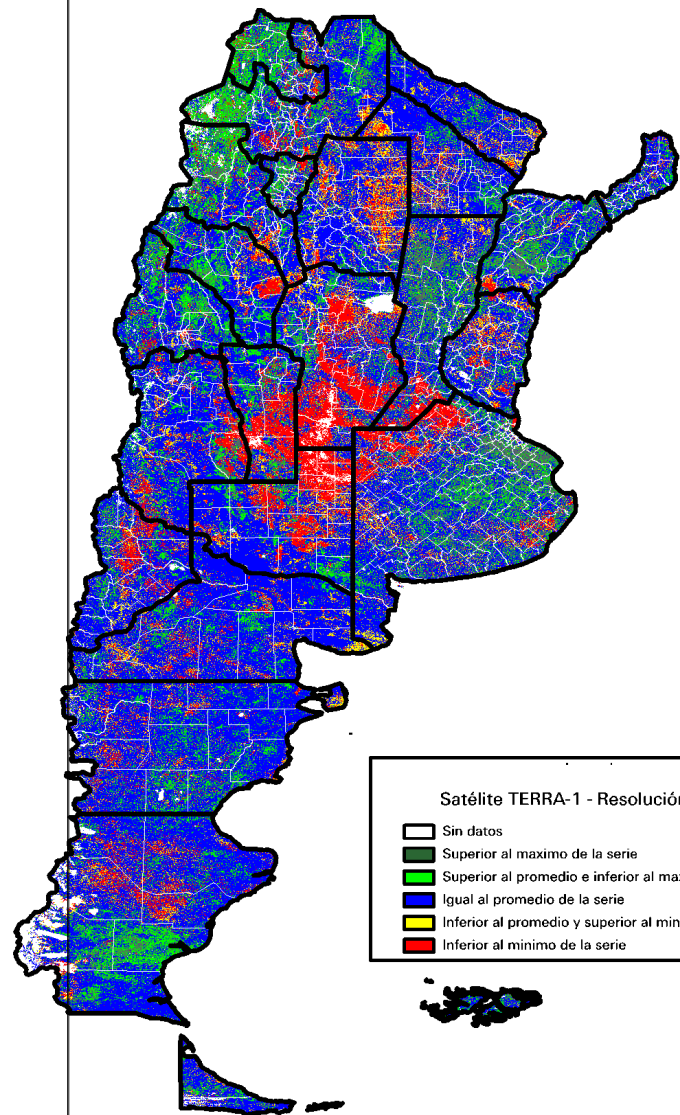 Satélite TERRA-1 - Resolución
Sin datos
Superior al maximo de la serie
Superior al promedio e inferior al max
Igual al promedio de la serie
Inferior al promedio y superior al min
Inferior al minimo de la serie